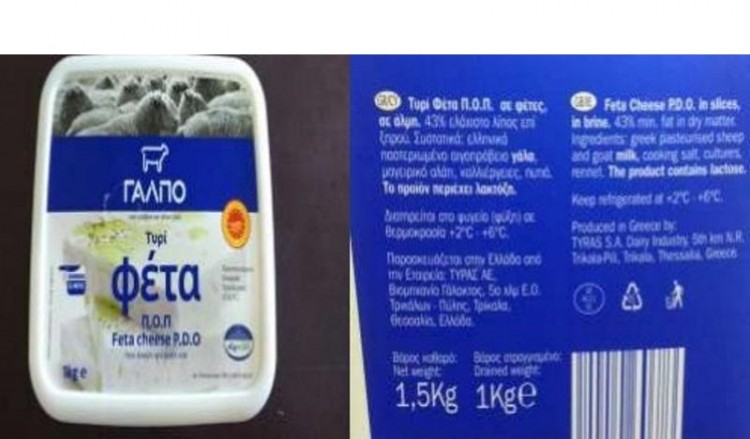 ΓΑΛΠΟ
Τυρί
φέτα
Π.Ο.Π
Feta cheese P.D.O
1kg e
Τυρί Φέτα Π.Ο.Π. σε φέτες,
σε άλμη. 43% ελάχιστο λίπος επί
ξηρού. Συστατικά: ελληνικό
παστεριωμένο αιγοπρόβειο γάλα,
μαγειρικό αλάτι, καλλιέργειες, πυτιά.
Το προϊόν περιέχει λακτόζη.
Διατηρείται στο ψυγείο (ψύξη) σε
θερμοκρασία +2°C - +6°C.
Παρασκευάζεται στην Ελλάδα από
την Εταιρεία: ΤΥΡΑΣ ΑΕ,
Βιομηχανία Γάλακτος, 5ο χλμ Ε.Ο.
Τρικάλων - Πύλης, Τρίκαλα,
Θεσσαλία, Ελλάδα.
Βάρος καθαρό:
Net weight:
1,5Kg
Βάρος στραγγισμένο:
Drained weight:
1Kg e
Feta Cheese P.D.O. in slices,
in brine. 43% min. fat in dry matter.
Ingredients: greek pasteurised sheep
and goat milk, cooking salt, cultures,
rennet. The product contains lactose.
Keep refrigerated at +2°C - +6°C.
Produced in Greece by:
TYRAS S.A. Dairy Industry, 5th km N.R.
Trikala-Pili, Trikala, Thessalia, Greece